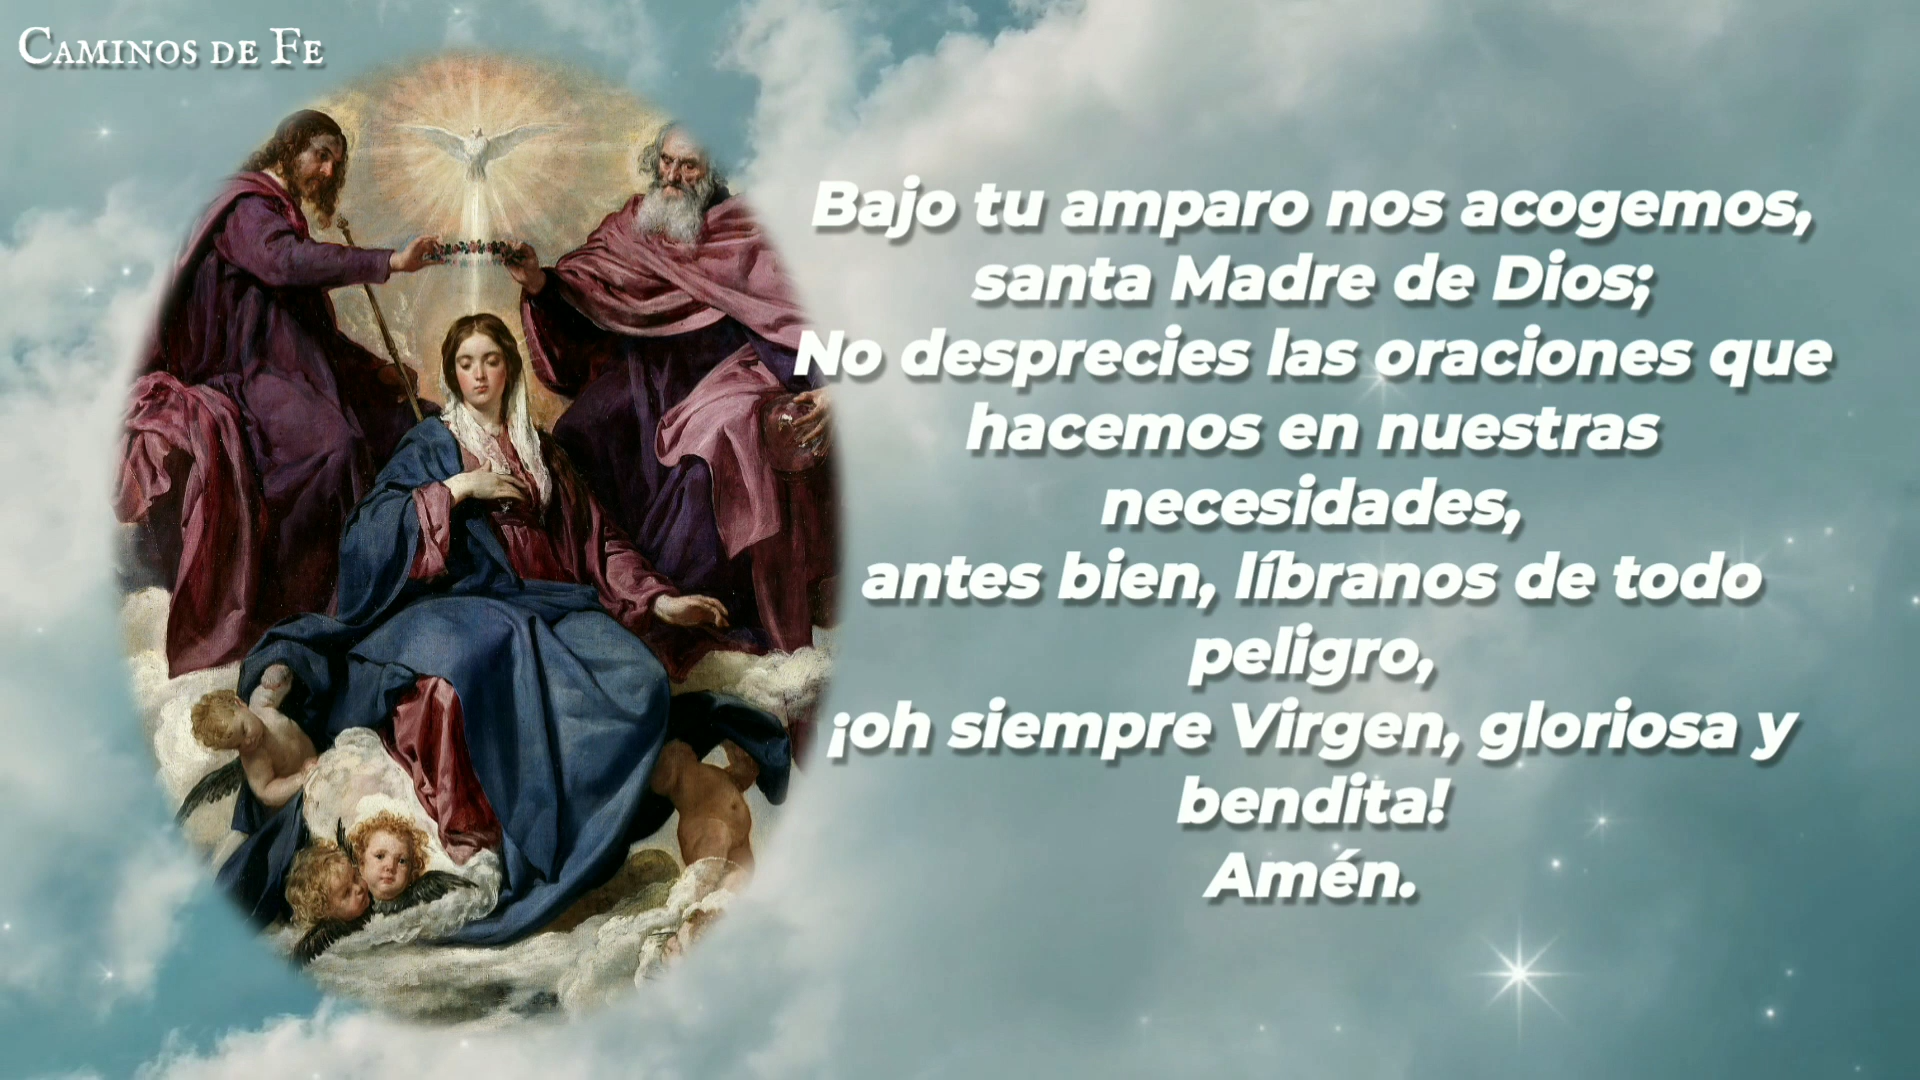 Caminos de Fe
Bajo tu amparo nos acogemos,
santa Madre de Dios;
No desprecies las oraciones que
hacemos en nuestras
necesidades,
antes bien, líbranos de todo
peligro,
¡oh siempre Virgen, gloriosa y
bendita!
Amén.